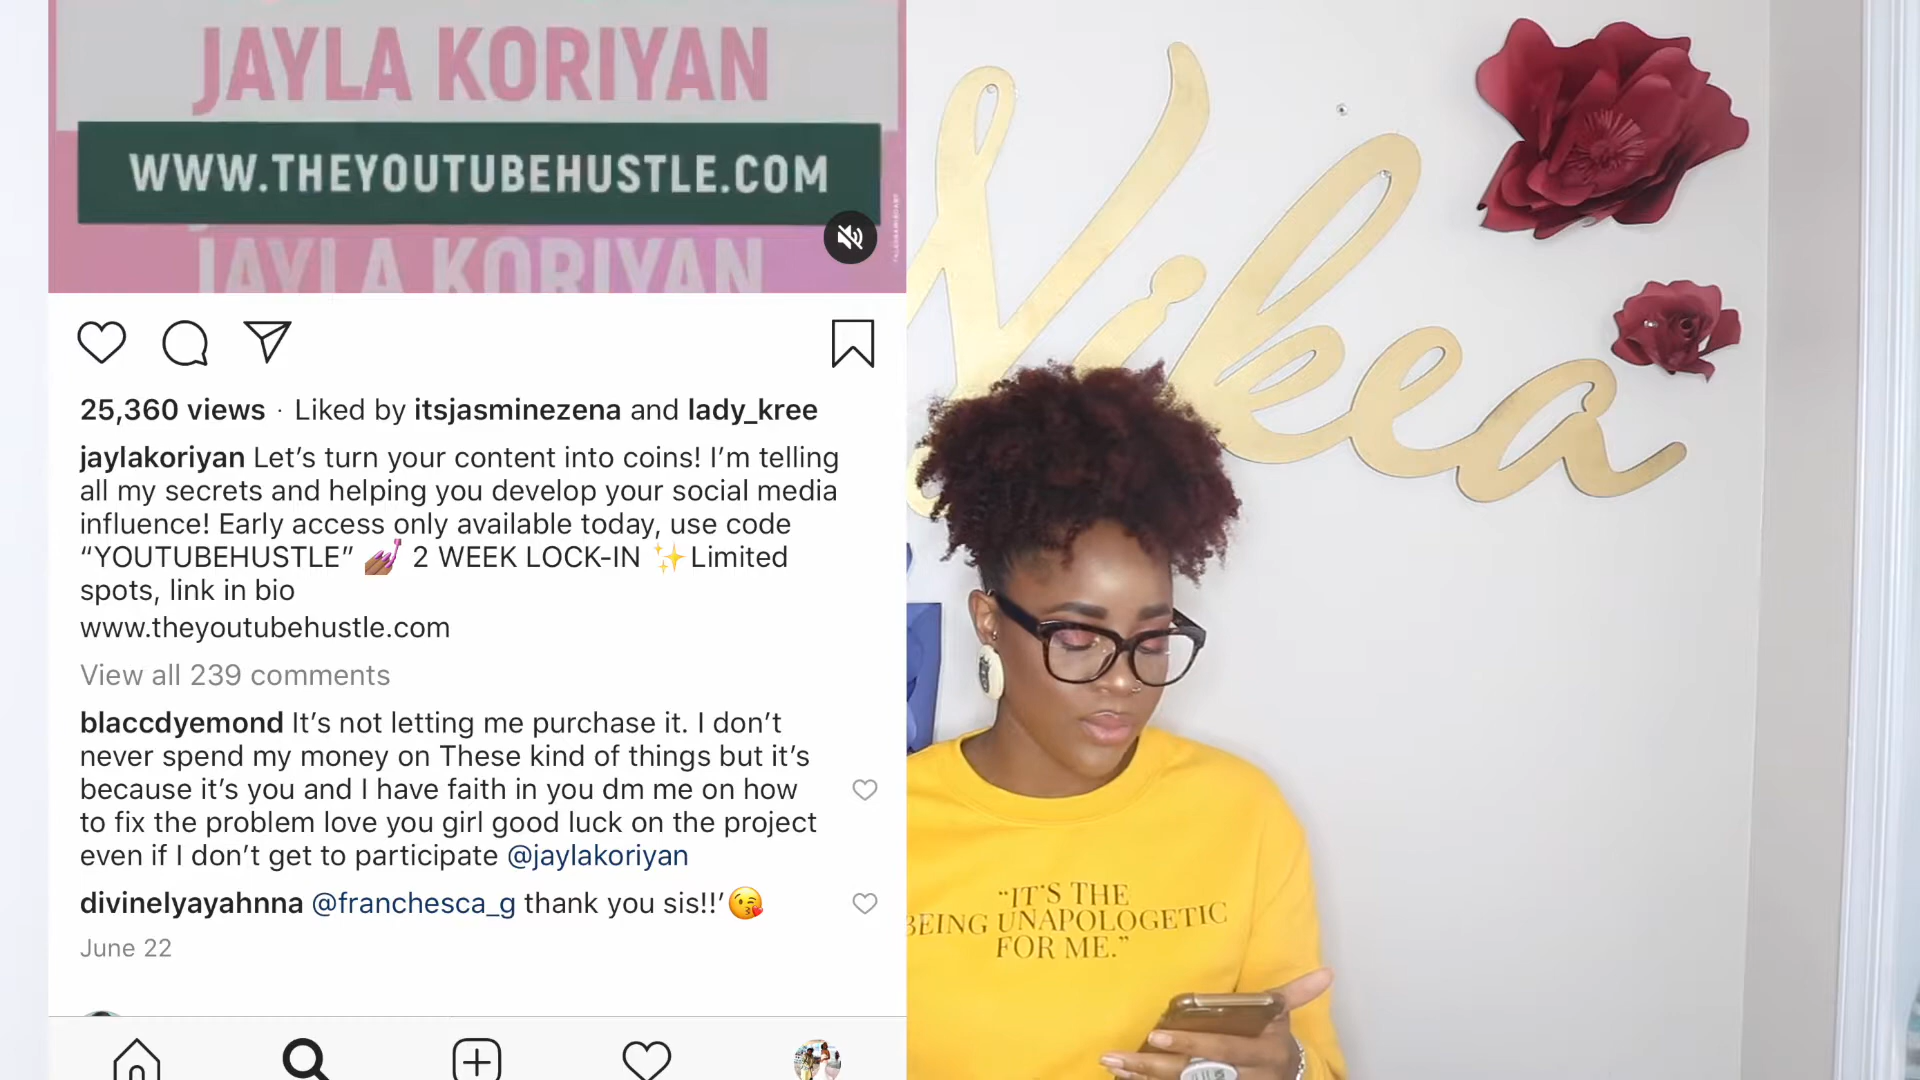 JAYLA KORIYAN
WWW.THEYOUTUBEHUSTLE.COM
JAYLA KORIYAN
25,360 views · Liked by itsjasminezena and lady_kree
jaylakoriyan Let’s turn your content into coins! I’m telling
all my secrets and helping you develop your social media
influence! Early access only available today, use code
“YOUTUBEHUSTLE” 💅🏾 2 WEEK LOCK-IN ✨Limited
spots, link in bio
www.theyoutubehustle.com
View all 239 comments
blaccdyemond It’s not letting me purchase it. I don’t
never spend my money on These kind of things but it’s
because it’s you and I have faith in you dm me on how
to fix the problem love you girl good luck on the project
even if I don’t get to participate @jaylakoriyan
divinelyayahnna @franchesca_g thank you sis!!’😘
June 22
Nikea
“IT’S THE
BEING UNAPOLOGETIC
FOR ME.”